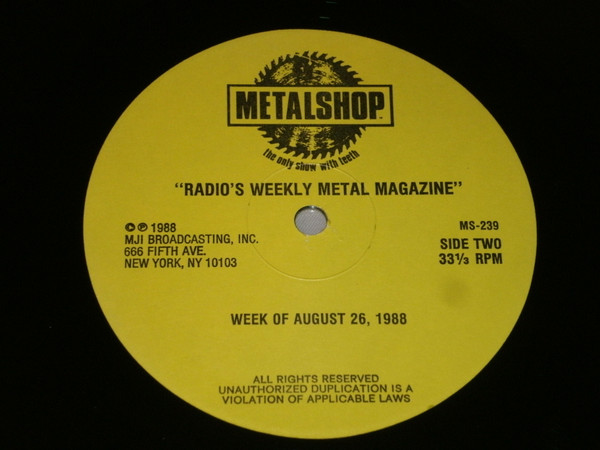 METALSHOP™
the only show with teeth
"RADIO'S WEEKLY METAL MAGAZINE"
© ℗ 1988
MJI BROADCASTING, INC.
666 FIFTH AVE.
NEW YORK, NY 10103
MS-239
SIDE TWO
33⅓ RPM
WEEK OF AUGUST 26, 1988
ALL RIGHTS RESERVED
UNAUTHORIZED DUPLICATION IS A
VIOLATION OF APPLICABLE LAWS